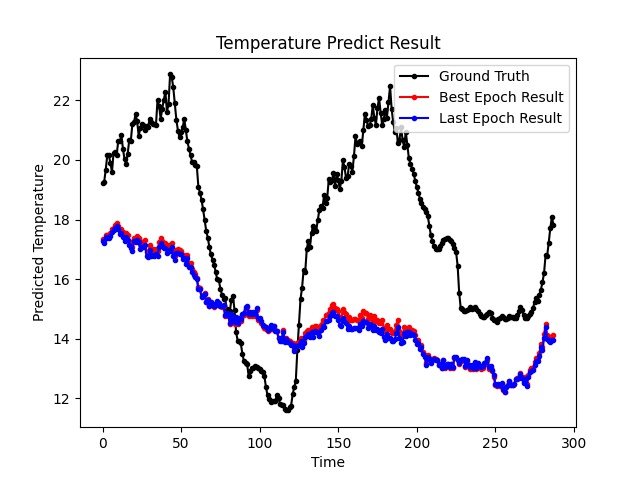 Temperature Predict Result
Ground Truth
Best Epoch Result
Last Epoch Result
Predicted Temperature
22
20
18
16
14
12
0 50 100 150 200 250 300
Time